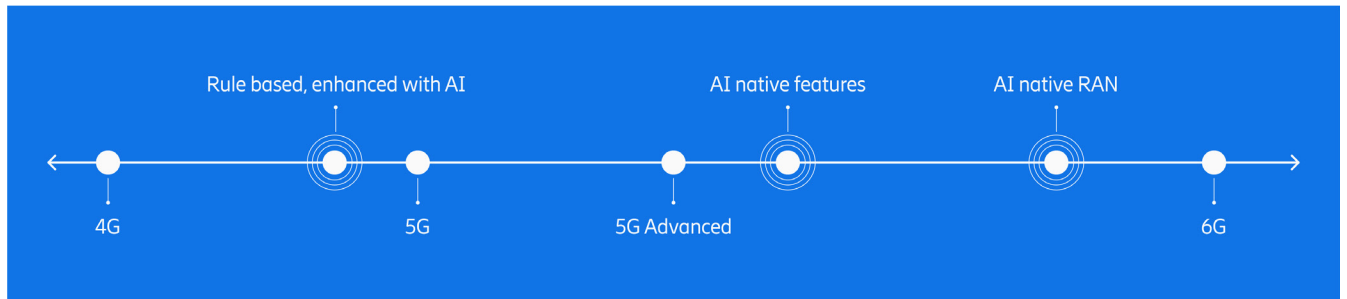 Rule based, enhanced with AI
AI native features
AI native RAN
4G
5G
5G Advanced
6G